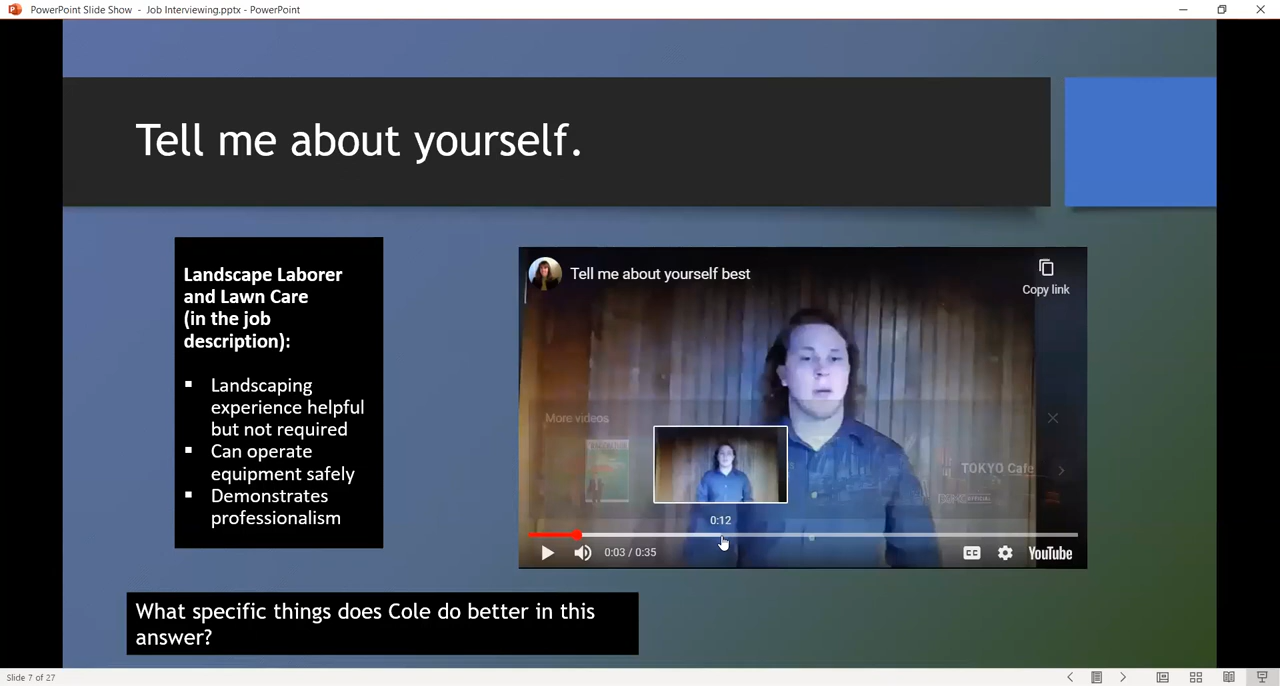 PowerPoint Slide Show - Job Interviewing.pptx - PowerPoint
Tell me about yourself.
Landscape Laborer
and Lawn Care
(in the job
description):
▪ Landscaping
experience helpful
but not required
▪ Can operate
equipment safely
▪ Demonstrates
professionalism
Tell me about yourself best
Copy link
More videos
TOKYO Cafe
0:12
0:03 / 0:35
CC
YouTube
What specific things does Cole do better in this
answer?
Slide 7 of 27